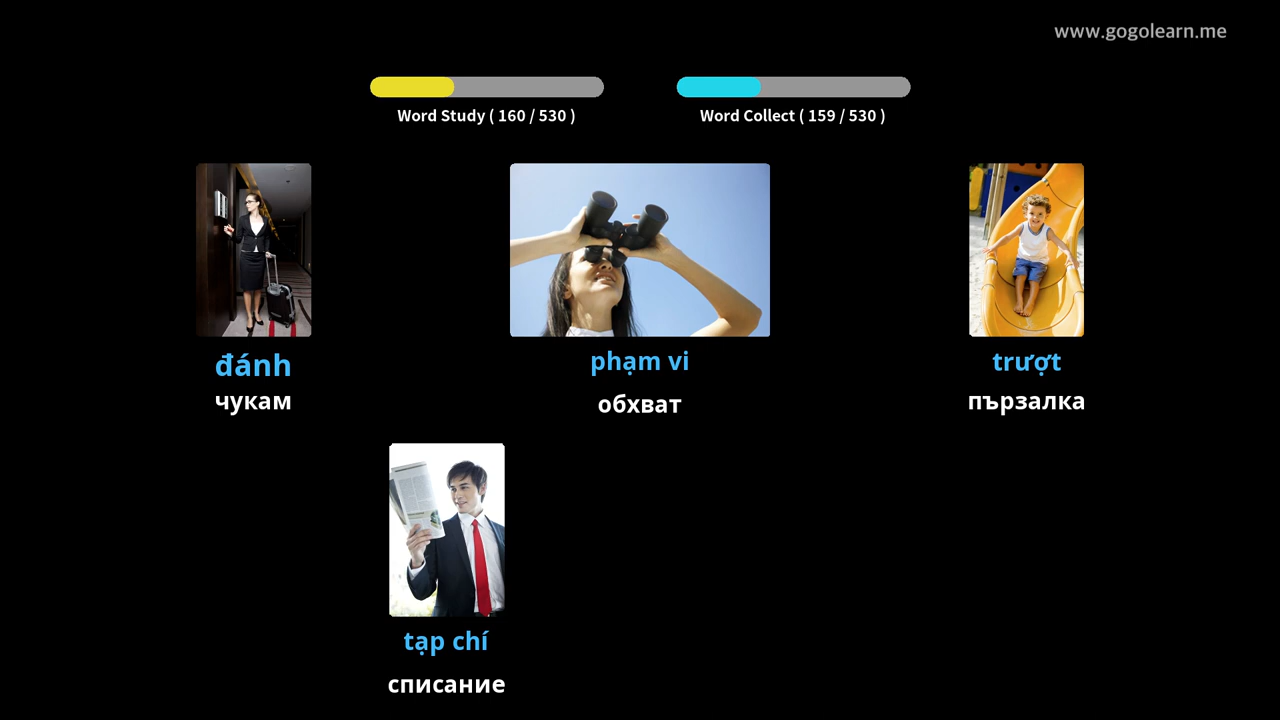 www.gogolearn.me
Word Study ( 160 / 530 )
Word Collect ( 159 / 530 )
đánh
чукам
phạm vi
обхват
trượt
пързалка
tạp chí
списание